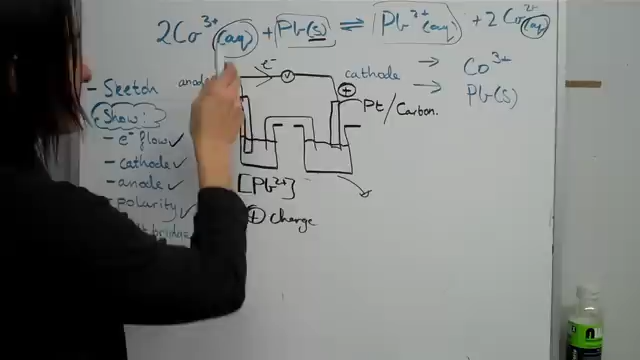 2Co³⁺(aq) + Pb(s) ⇌ Pb²⁺(aq) + 2Co²⁺(aq)
→ Co³⁺
→ Pb(s)
e⁻
V
cathode
+
Pt/Carbon.
- Sketch
Show:
- e⁻ flow ✓
- cathode ✓
- anode ✓
- polarity ✓
[Pb²⁺]
⊕ charge